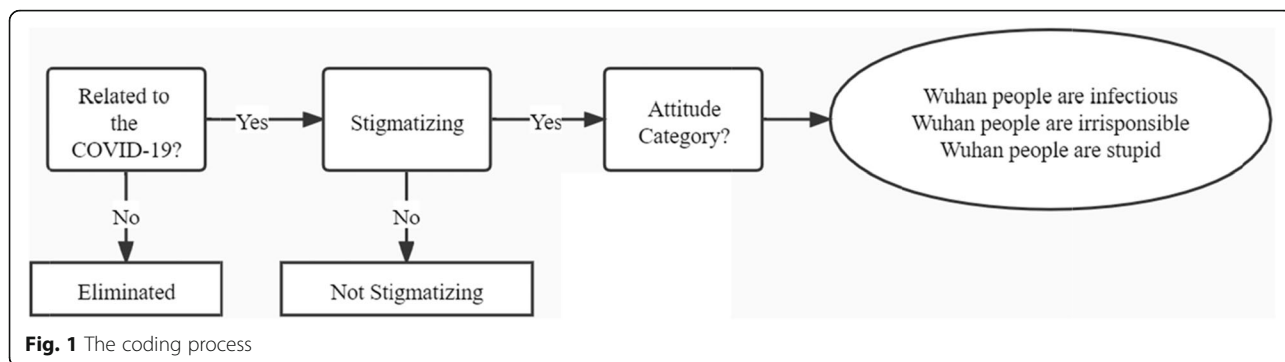 Related to
the
COVID-19?
Yes
Stigmatizing
Yes
Attitude
Category?
Wuhan people are infectious
Wuhan people are irrisponsible
Wuhan people are stupid
No
No
Eliminated
Not Stigmatizing
Fig. 1 The coding process